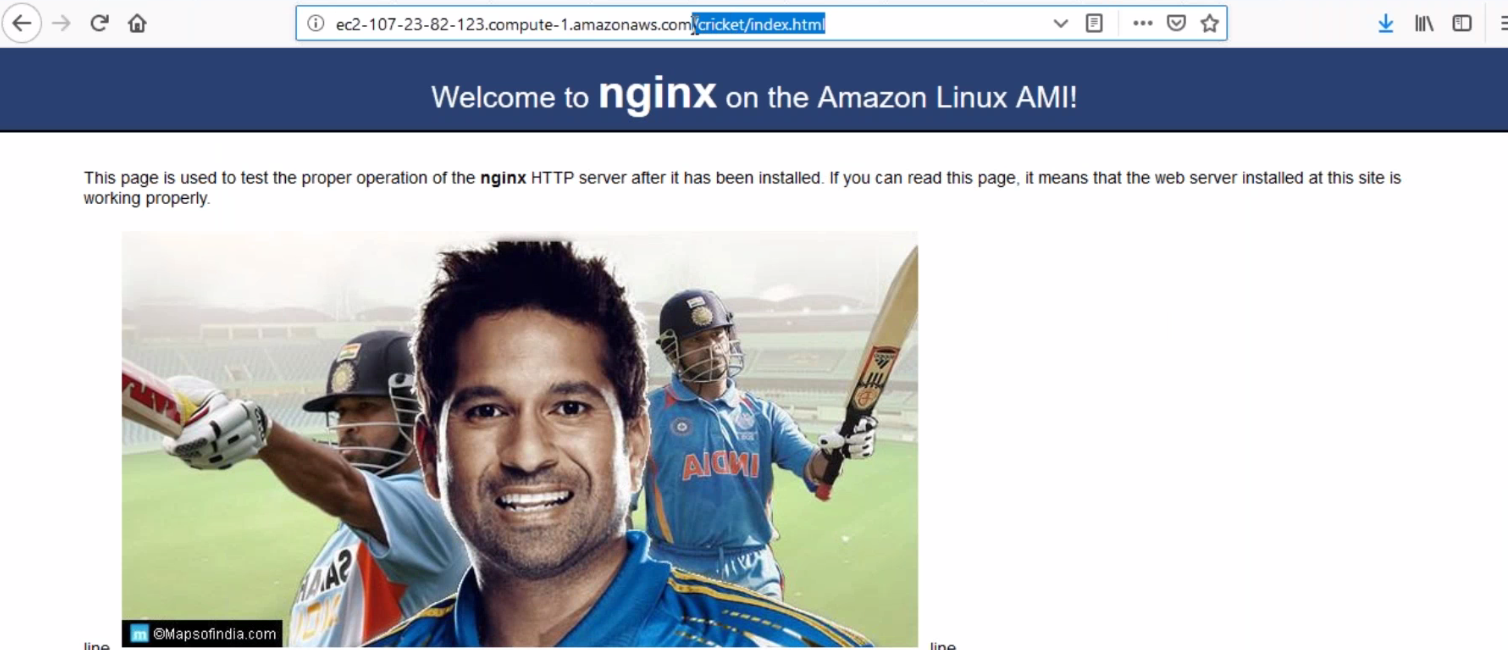 ec2-107-23-82-123.compute-1.amazonaws.com/cricket/index.html
Welcome to nginx on the Amazon Linux AMI!
This page is used to test the proper operation of the nginx HTTP server after it has been installed. If you can read this page, it means that the web server installed at this site is
working properly.
INDIA
m ©Mapsofindia.com
line
line